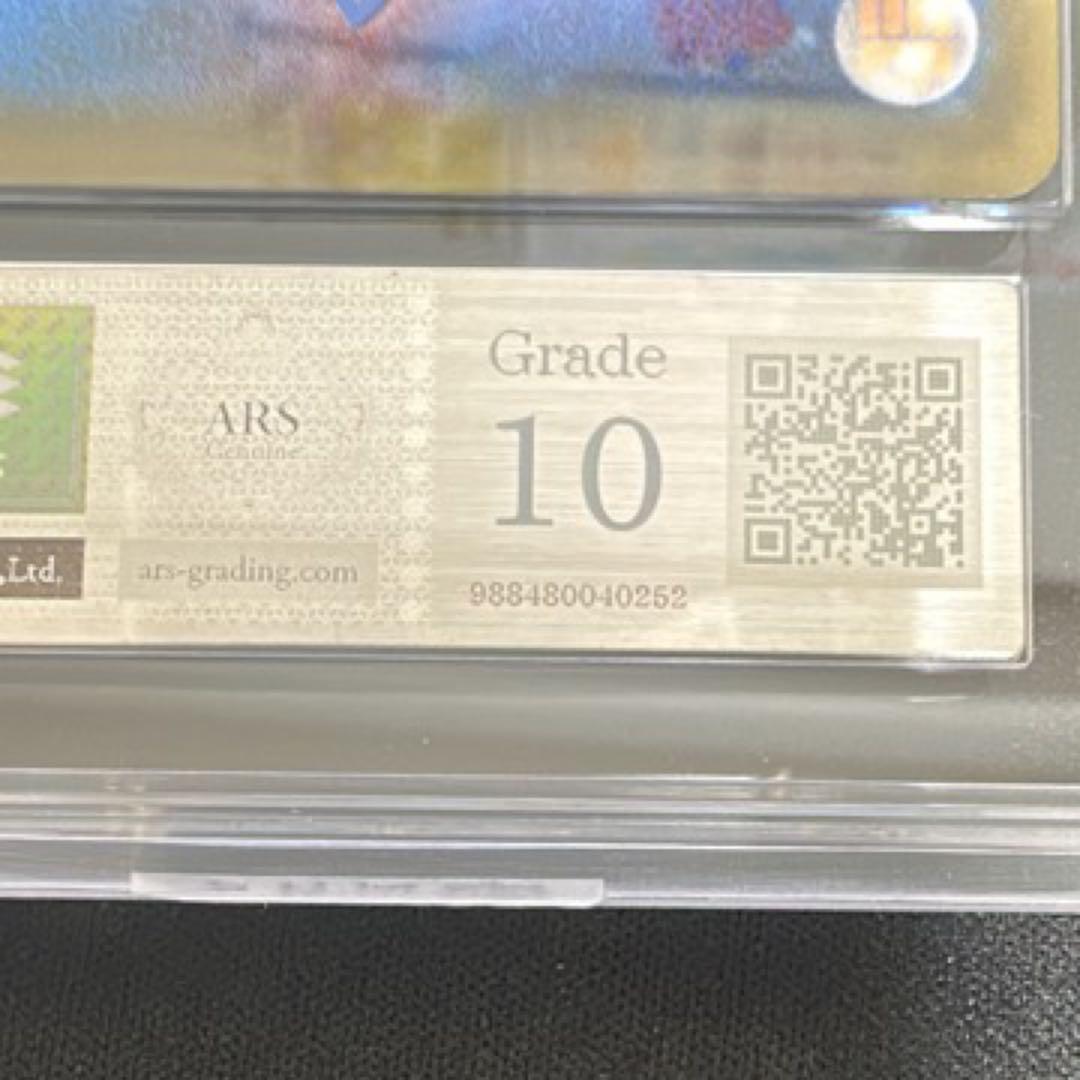 Grade
ARS
Genuine
10
,Ltd.
ars-grading.com
988480040252